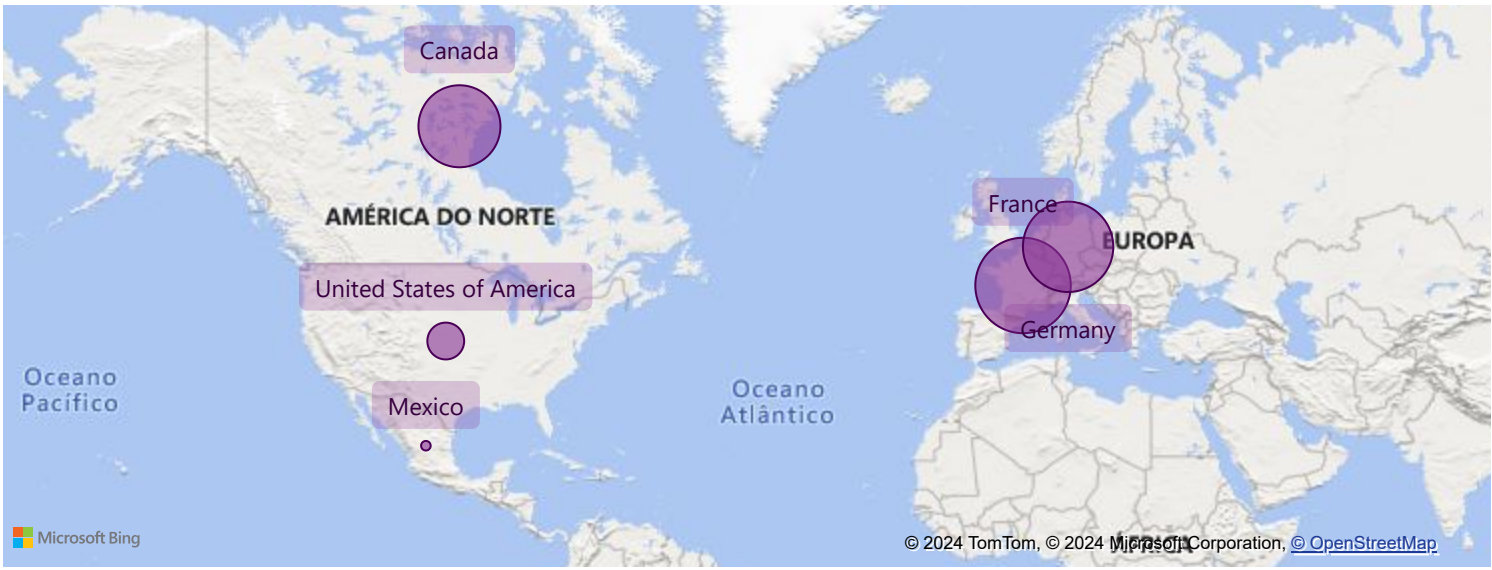 Canada
AMÉRICA DO NORTE
United States of America
Mexico
Oceano
Pacífico
Oceano
Atlântico
France
EUROPA
Germany
ÁFRICA
Microsoft Bing
© 2024 TomTom, © 2024 Microsoft Corporation, © OpenStreetMap